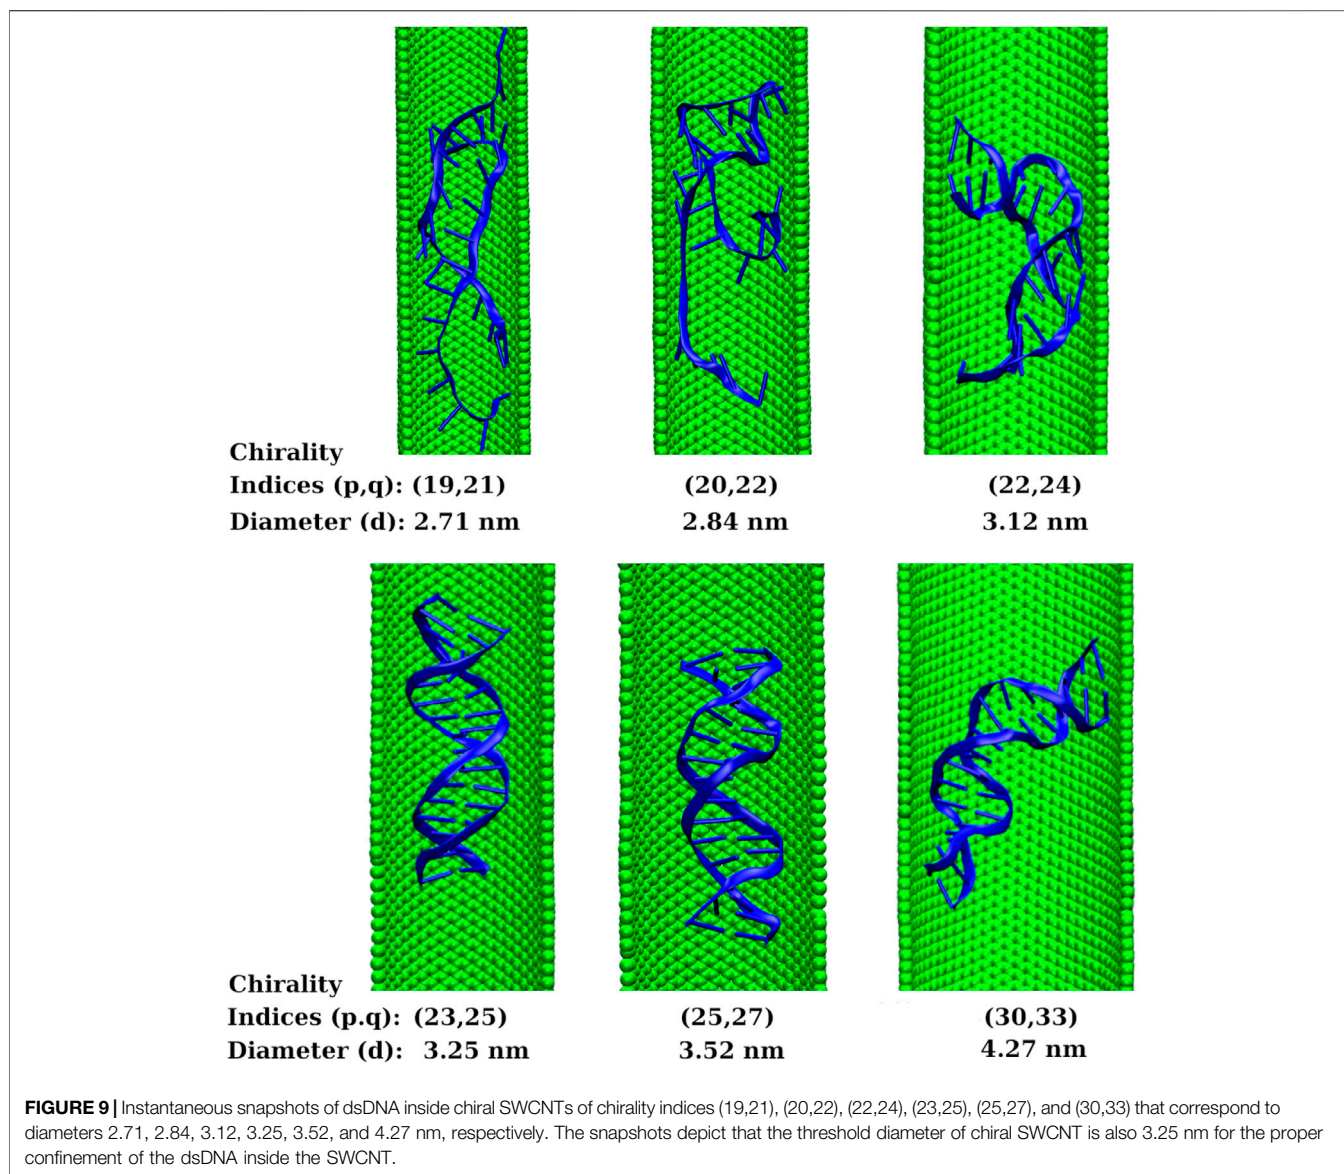 Chirality
Indices (p,q): (19,21) (20,22) (22,24)
Diameter (d): 2.71 nm 2.84 nm 3.12 nm
Chirality
Indices (p.q): (23,25) (25,27) (30,33)
Diameter (d): 3.25 nm 3.52 nm 4.27 nm
FIGURE 9 | Instantaneous snapshots of dsDNA inside chiral SWCNTs of chirality indices (19,21), (20,22), (22,24), (23,25), (25,27), and (30,33) that correspond to
diameters 2.71, 2.84, 3.12, 3.25, 3.52, and 4.27 nm, respectively. The snapshots depict that the threshold diameter of chiral SWCNT is also 3.25 nm for the proper
confinement of the dsDNA inside the SWCNT.